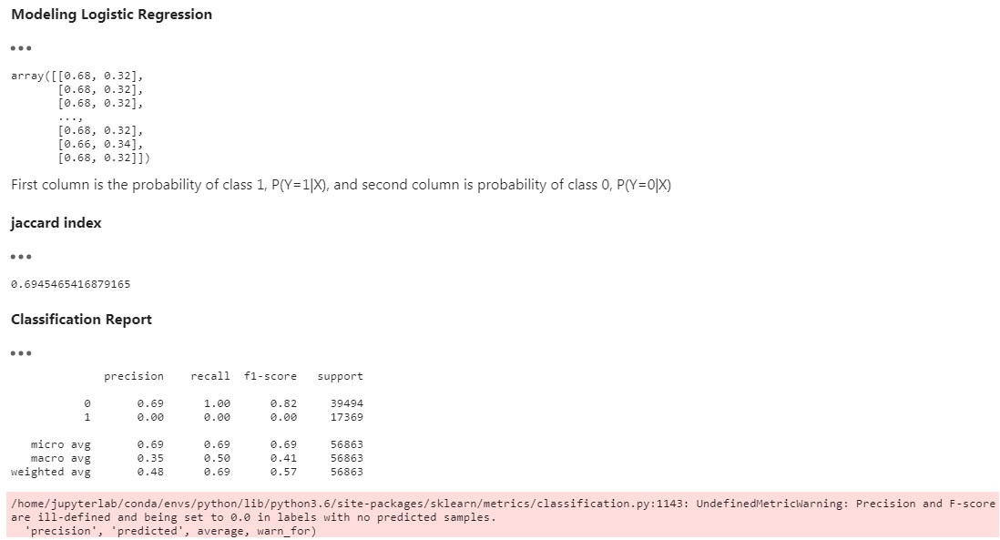 Modeling Logistic Regression
•••
array([[0.68, 0.32],
       [0.68, 0.32],
       [0.68, 0.32],
       ...,
       [0.68, 0.32],
       [0.66, 0.34],
       [0.68, 0.32]])
First column is the probability of class 1, P(Y=1|X), and second column is probability of class 0, P(Y=0|X)
jaccard index
•••
0.6945465416879165
Classification Report
•••
              precision    recall  f1-score   support
           0       0.69      1.00      0.82     39494
           1       0.00      0.00      0.00     17369
   micro avg       0.69      0.69      0.69     56863
   macro avg       0.35      0.50      0.41     56863
weighted avg       0.48      0.69      0.57     56863
/home/jupyterlab/conda/envs/python/lib/python3.6/site-packages/sklearn/metrics/classification.py:1143: UndefinedMetricWarning: Precision and F-score
are ill-defined and being set to 0.0 in labels with no predicted samples.
  'precision', 'predicted', average, warn_for)